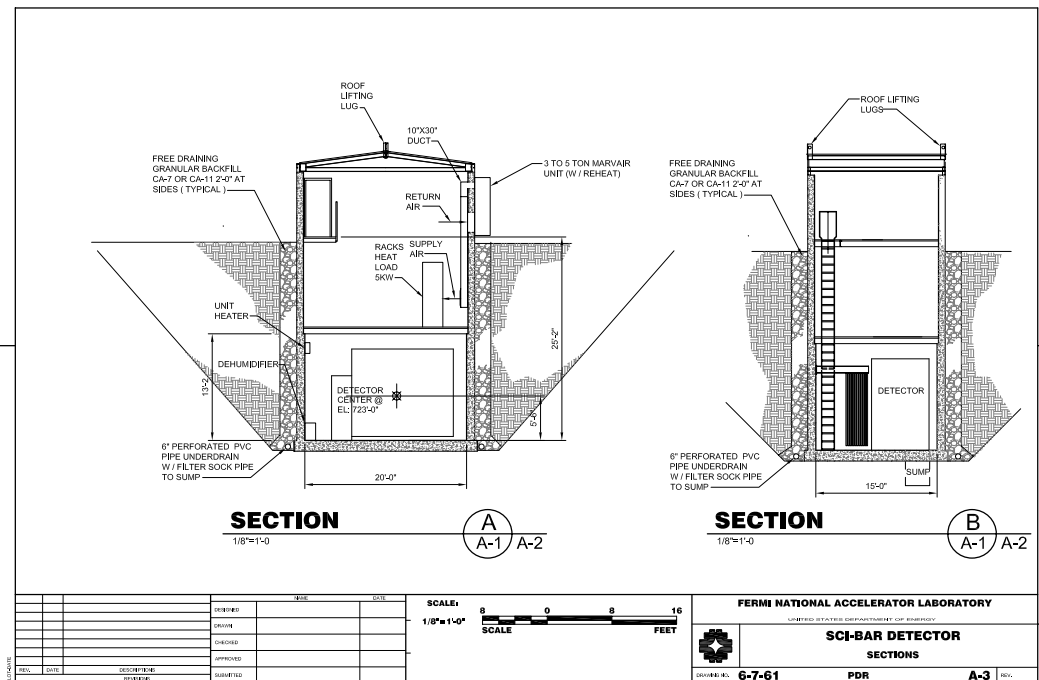 ROOF
LIFTING
LUG
10"X30"
DUCT
FREE DRAINING
GRANULAR BACKFILL
CA-7 OR CA-11 2'-0" AT
SIDES ( TYPICAL )
3 TO 5 TON MARVAIR
UNIT (W / REHEAT)
RETURN
AIR
SUPPLY
AIR
RACKS
HEAT
LOAD
5KW
UNIT
HEATER
DEHUMIDIFIER
13'-2
25'-2"
DETECTOR
CENTER @
EL: 723'-0"
5'-6"
6" PERFORATED PVC
PIPE UNDERDRAIN
W / FILTER SOCK PIPE
TO SUMP
20'-0"
SECTION
1/8"=1'-0
A
A-1
A-2
ROOF LIFTING
LUGS
FREE DRAINING
GRANULAR BACKFILL
CA-7 OR CA-11 2'-0" AT
SIDES ( TYPICAL )
DETECTOR
6" PERFORATED PVC
PIPE UNDERDRAIN
W / FILTER SOCK PIPE
TO SUMP
SUMP
15'-0"
SECTION
1/8"=1'-0
B
A-1
A-2
NAME DATE
DESIGNED
DRAWN
CHECKED
APPROVED
SUBMITTED
REV. DATE DESCRIPTIONS
REVISIONS
SCALE:
1/8"=1'-0"
8 0 8 16
SCALE FEET
FERMI NATIONAL ACCELERATOR LABORATORY
UNITED STATES DEPARTMENT OF ENERGY
SCI-BAR DETECTOR
SECTIONS
DRAWING NO. 6-7-61 PDR A-3 REV.